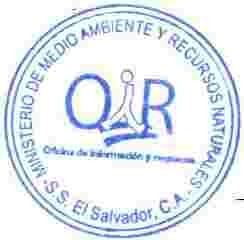 MINISTERIO DE MEDIO AMBIENTE Y RECURSOS NATURALES
OIR
Oficina de información y respuesta
S.S. El Salvador, C.A.